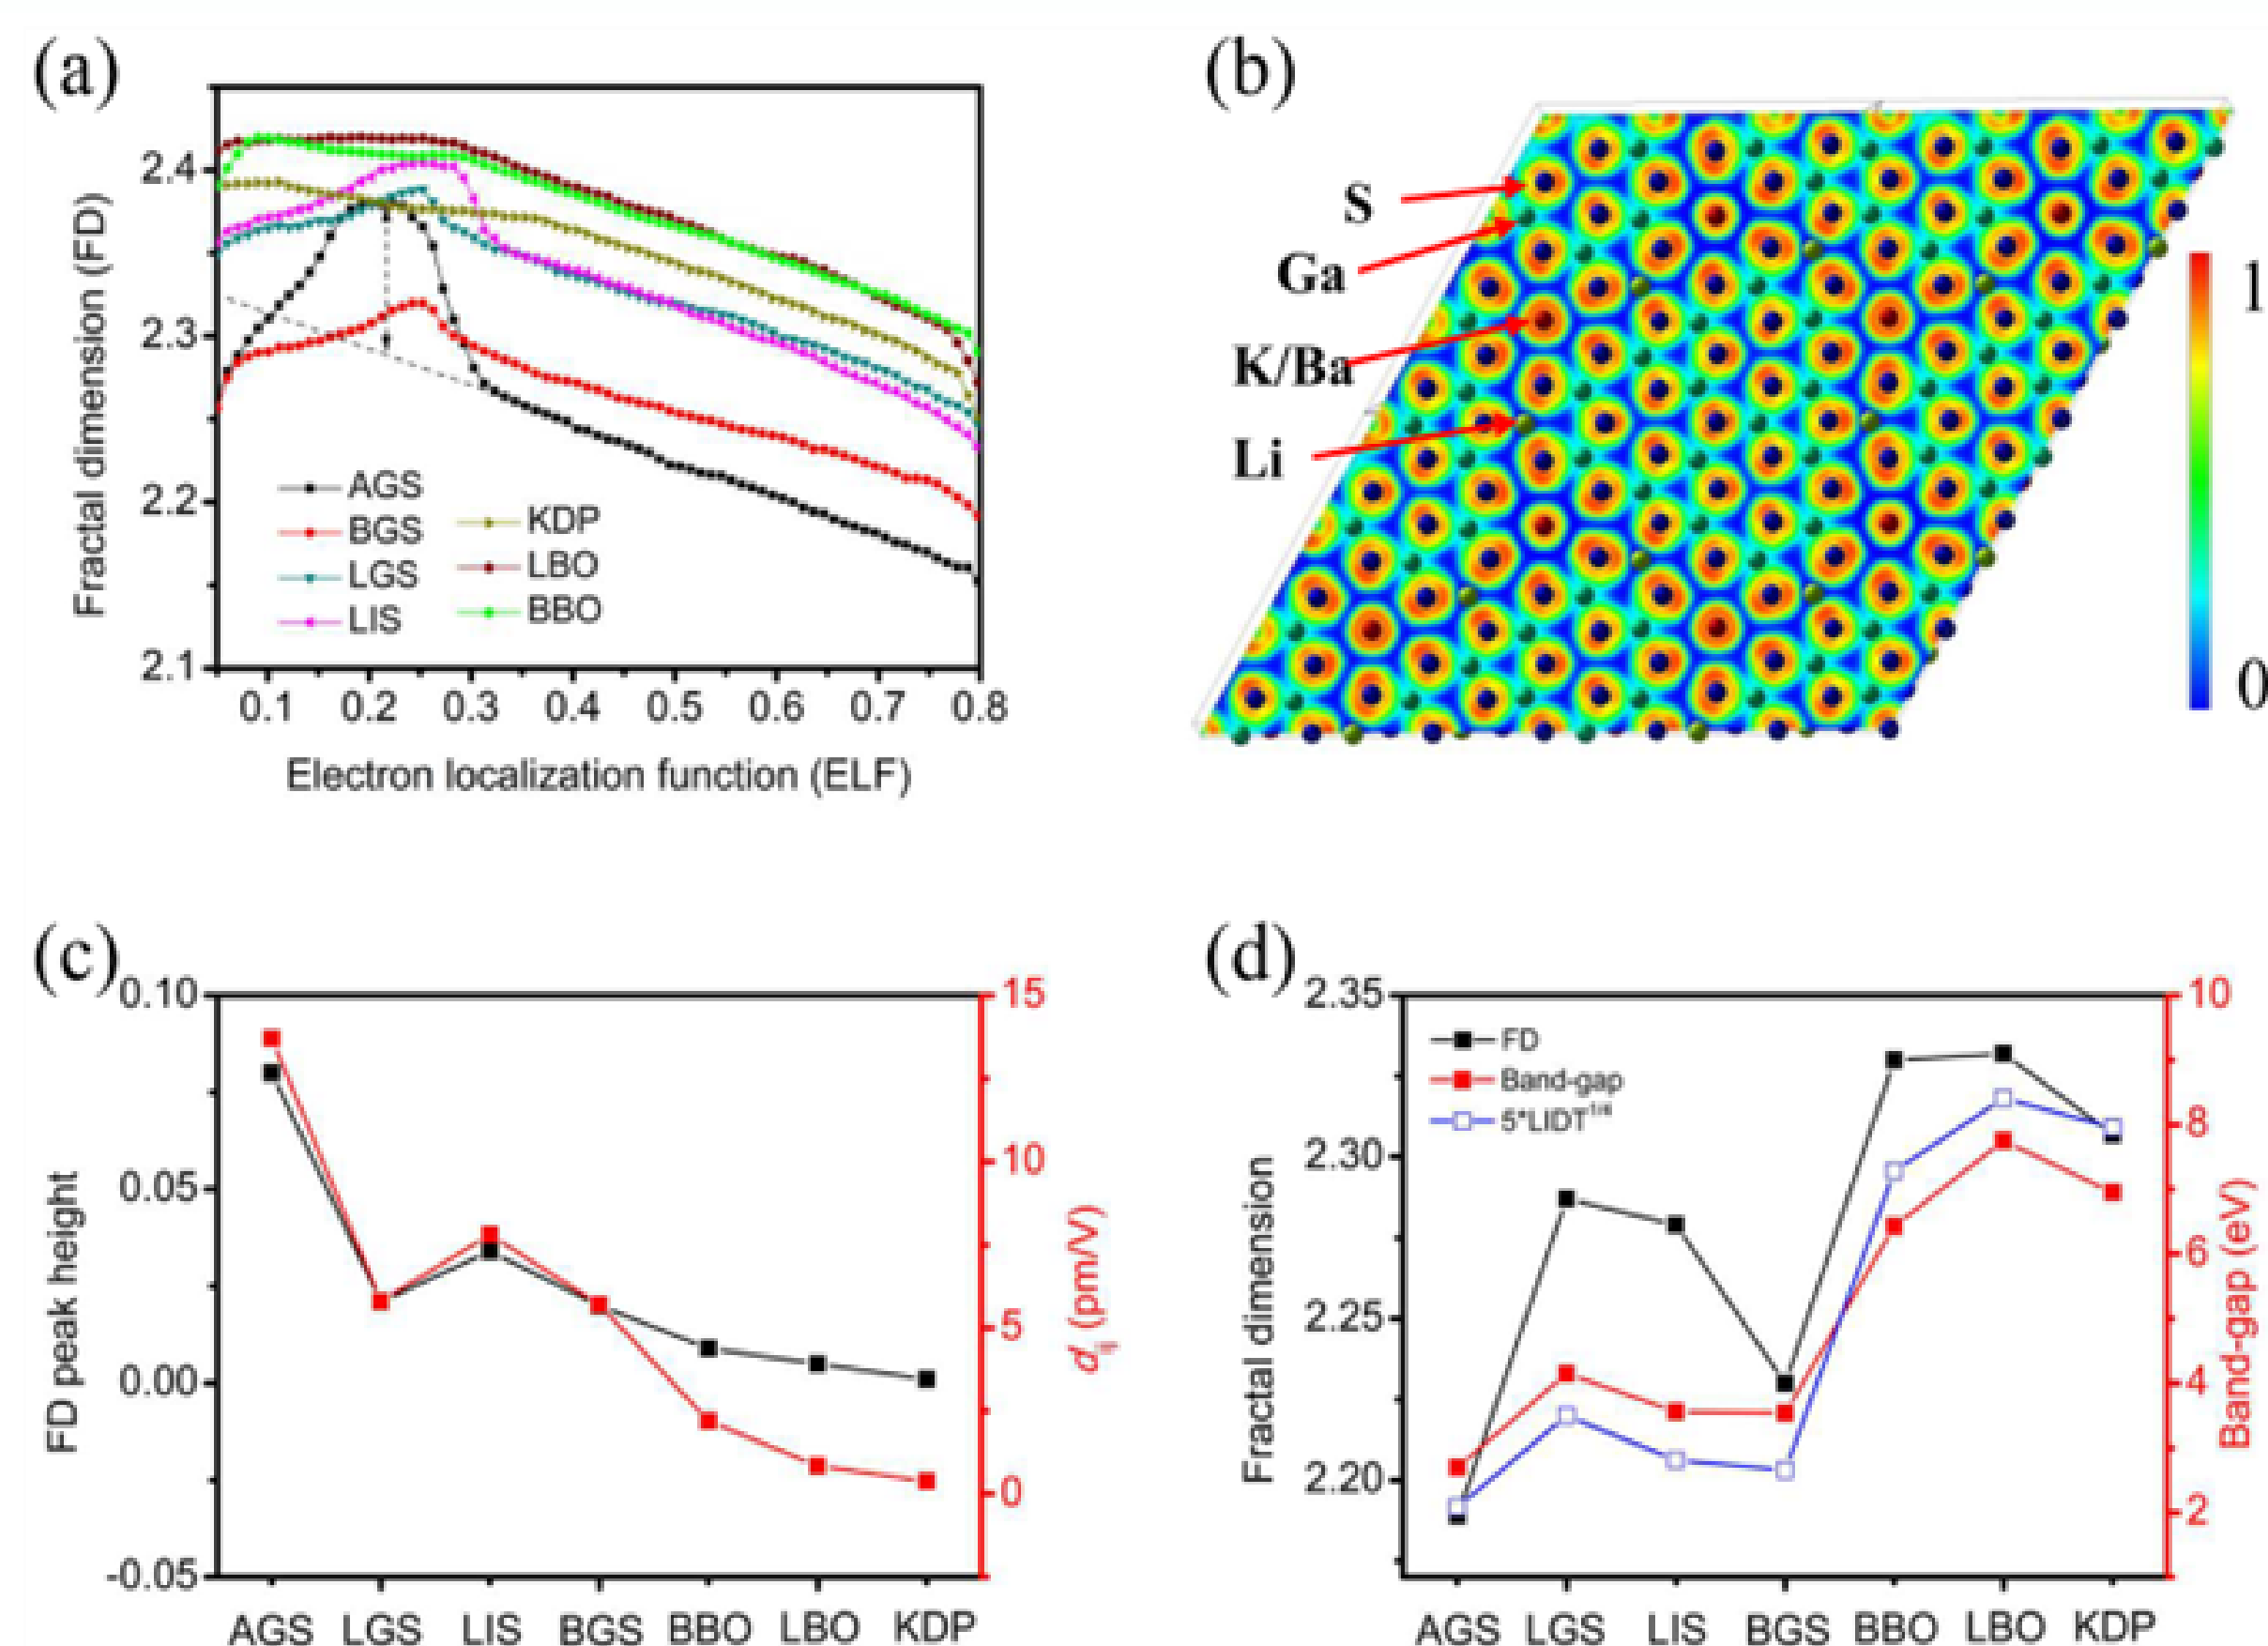 (a)
2.4
2.3
2.2
2.1
Fractal dimension (FD)
AGS
BGS
LGS
LIS
KDP
LBO
BBO
0.1 0.2 0.3 0.4 0.5 0.6 0.7 0.8
Electron localization function (ELF)
(b)
S
Ga
K/Ba
Li
1
0
(c)
0.10
0.05
0.00
-0.05
FD peak height
15
10
5
0
dij (pm/V)
AGS LGS LIS BGS BBO LBO KDP
(d)
2.35
2.30
2.25
2.20
Fractal dimension
FD
Band-gap
5*LIDT1/4
10
8
6
4
2
Band-gap (eV)
AGS LGS LIS BGS BBO LBO KDP